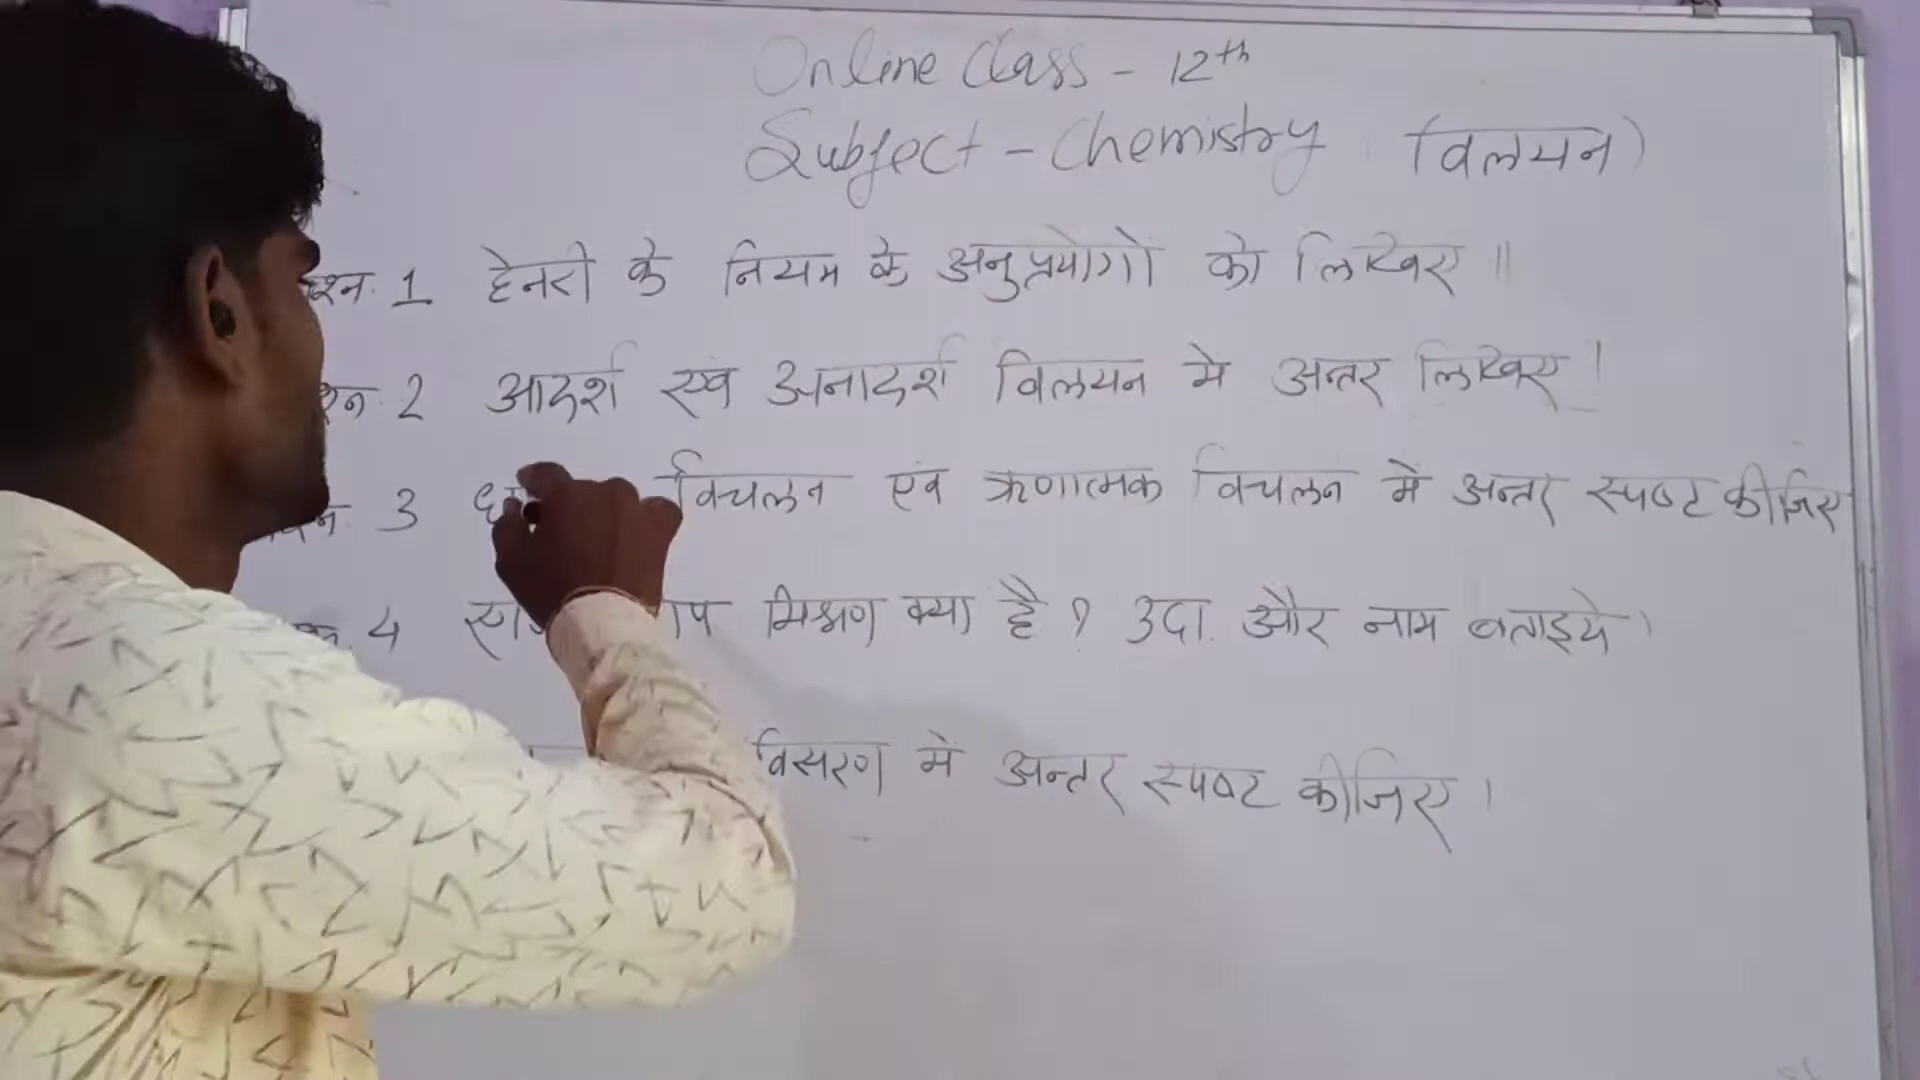 Online Class - 12th
Subject - Chemistry (विलयन)
1 हेनरी के नियम के अनुप्रयोगों को लिखिए ॥
2 आदर्श एवं अनादर्श विलयन मे अन्तर लिखिए।
3 विचलन एवं ऋणात्मक विचलन में अन्तर स्पष्ट कीजिए
4 मिश्रण क्या है ? उदा. और नाम बताइये।
विसरण में अन्तर स्पष्ट कीजिए।